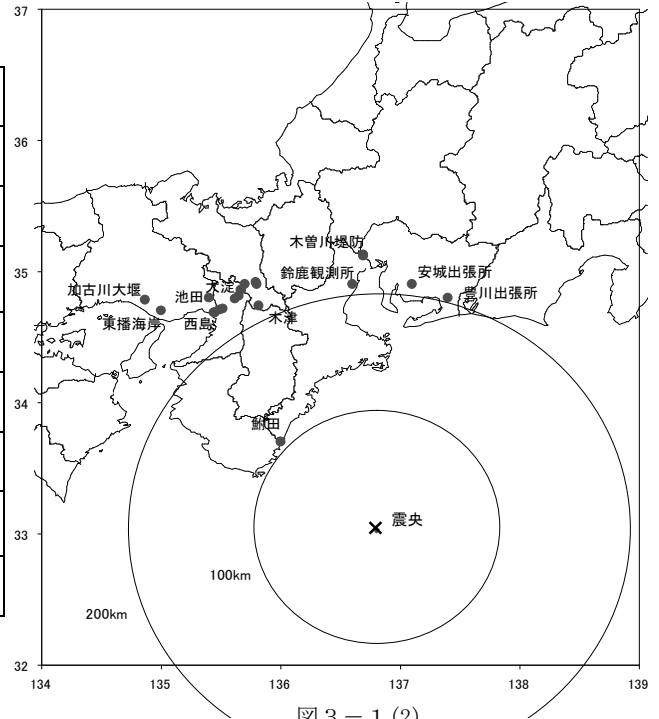 37
36
35
34
33
32
木曽川堤防
鈴鹿観測所
安城出張所
豊川出張所
加古川大堰
池田
大淀
東播海岸
西島
木津
鮒田
震央
100km
200km
134
135
136
137
138
139
図3-1(2)